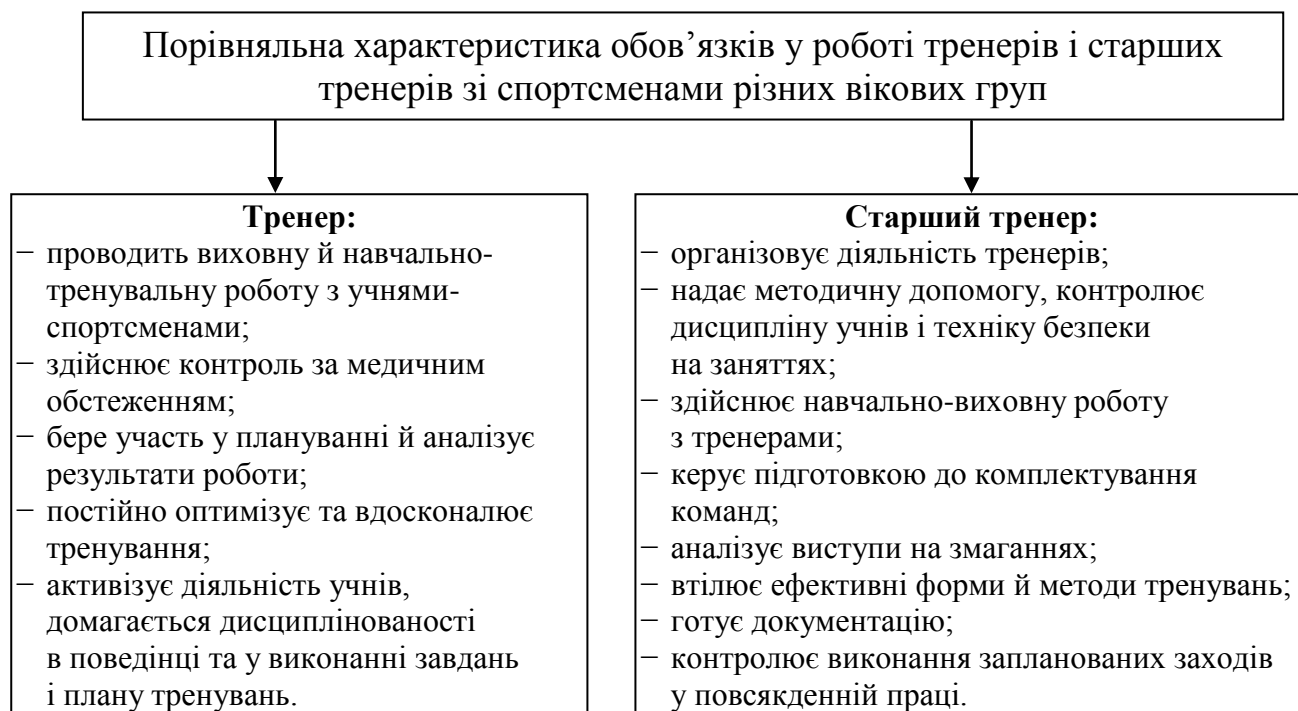 Порівняльна характеристика обов’язків у роботі тренерів і старших
тренерів зі спортсменами різних вікових груп
Тренер:
− проводить виховну й навчально-
тренувальну роботу з учнями-
спортсменами;
− здійснює контроль за медичним
обстеженням;
− бере участь у плануванні й аналізує
результати роботи;
− постійно оптимізує та вдосконалює
тренування;
− активізує діяльність учнів,
домагається дисциплінованості
в поведінці та у виконанні завдань
і плану тренувань.
Старший тренер:
− організовує діяльність тренерів;
− надає методичну допомогу, контролює
дисципліну учнів і техніку безпеки
на заняттях;
− здійснює навчально-виховну роботу
з тренерами;
− керує підготовкою до комплектування
команд;
− аналізує виступи на змаганнях;
− втілює ефективні форми й методи тренувань;
− готує документацію;
− контролює виконання запланованих заходів
у повсякденній праці.